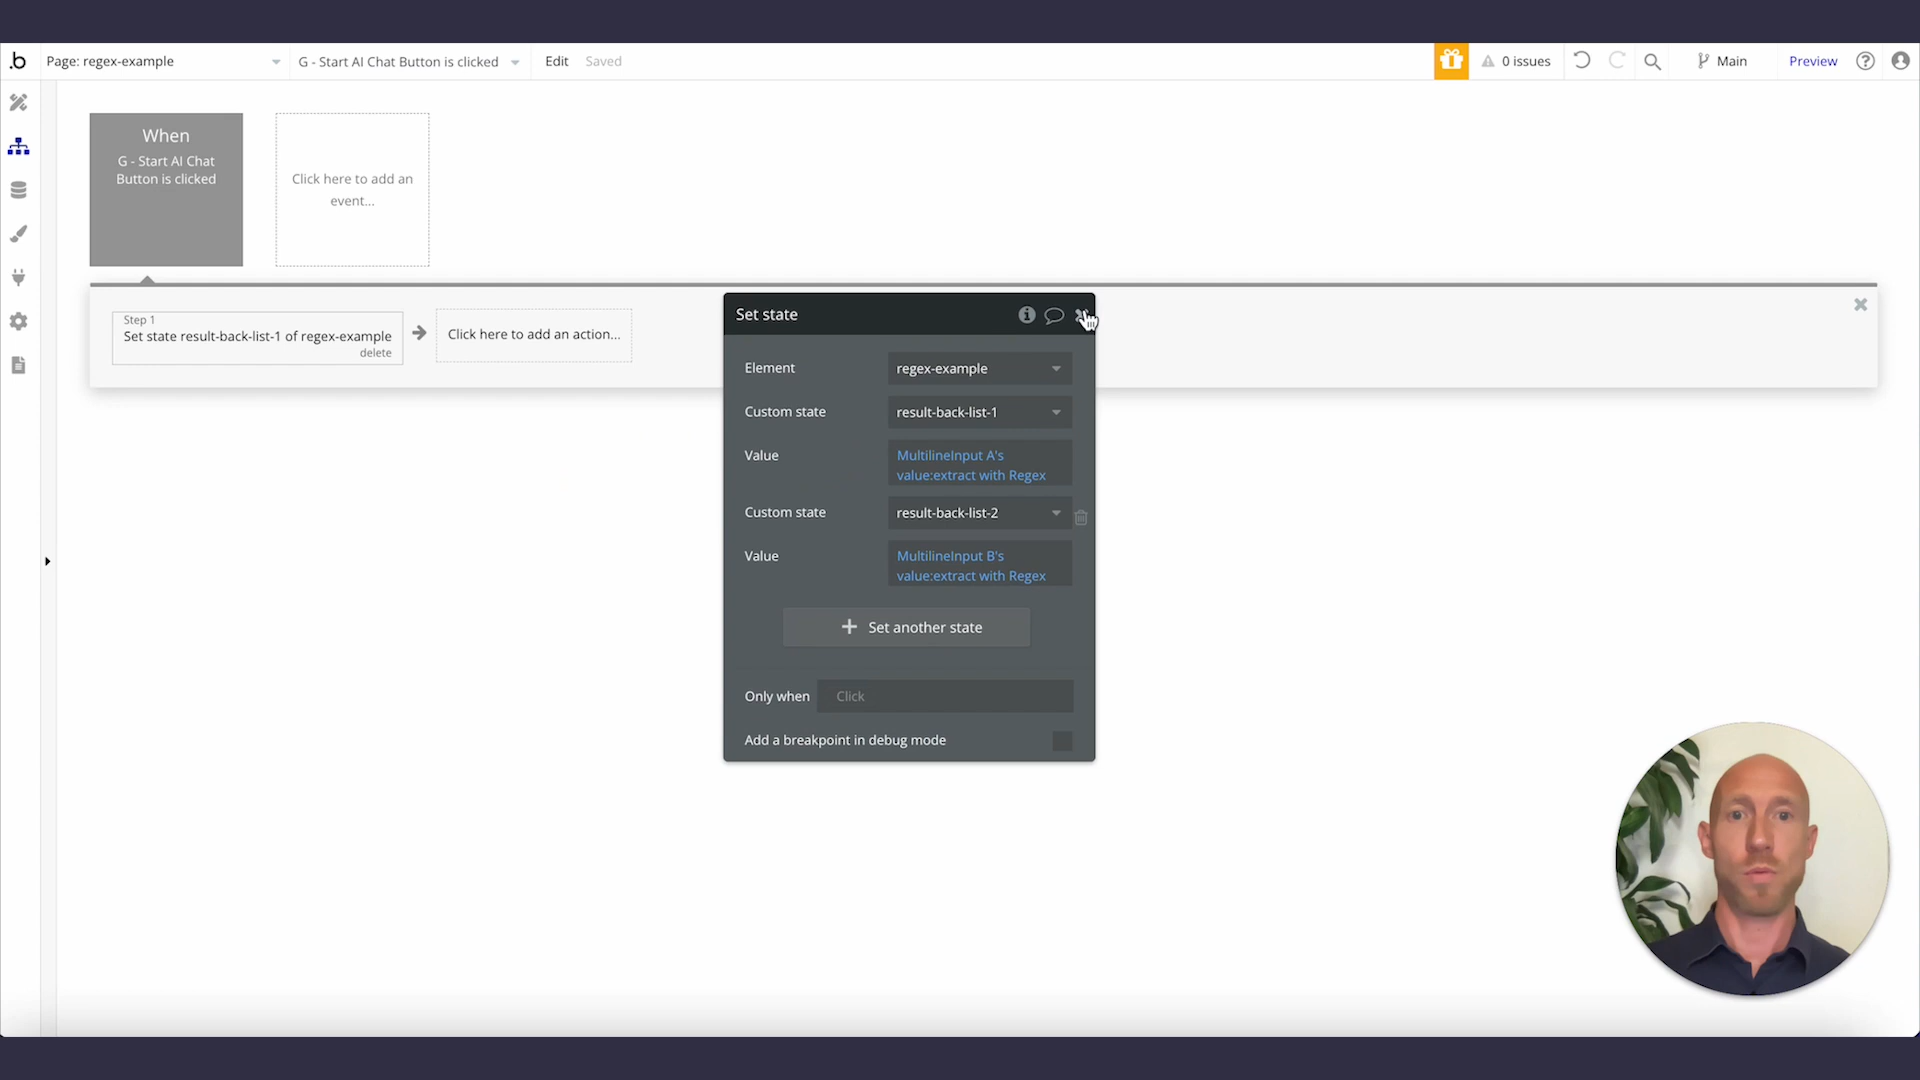 .b
Page: regex-example
G - Start AI Chat Button is clicked
Edit
Saved
0 issues
Main
Preview
When
G - Start AI Chat
Button is clicked
Click here to add an
event...
Step 1
Set state result-back-list-1 of regex-example
delete
Click here to add an action...
Set state
Element
regex-example
Custom state
result-back-list-1
Value
MultilineInput A's
value:extract with Regex
Custom state
result-back-list-2
Value
MultilineInput B's
value:extract with Regex
Set another state
Only when
Click
Add a breakpoint in debug mode